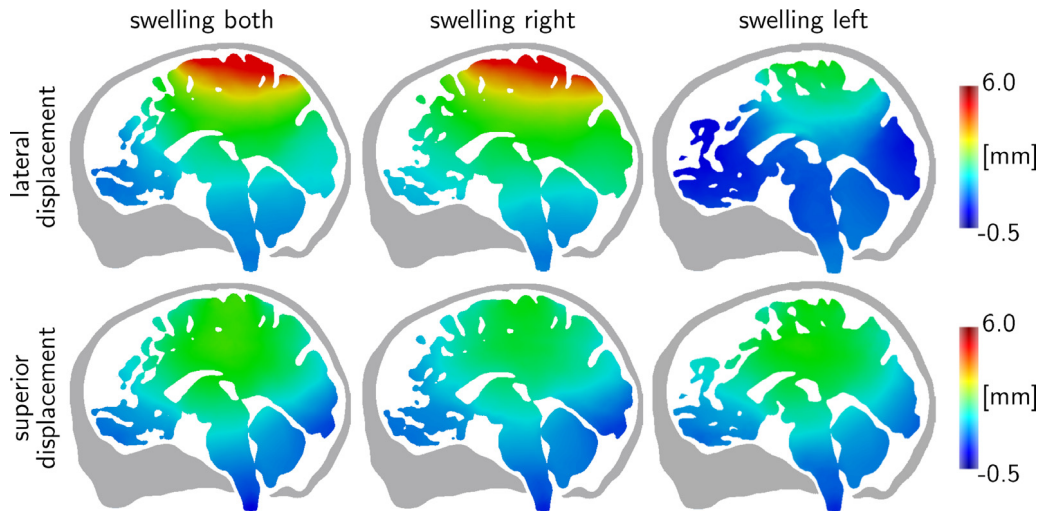 swelling both
swelling right
swelling left
lateral
displacement
6.0
[mm]
-0.5
superior
displacement
6.0
[mm]
-0.5